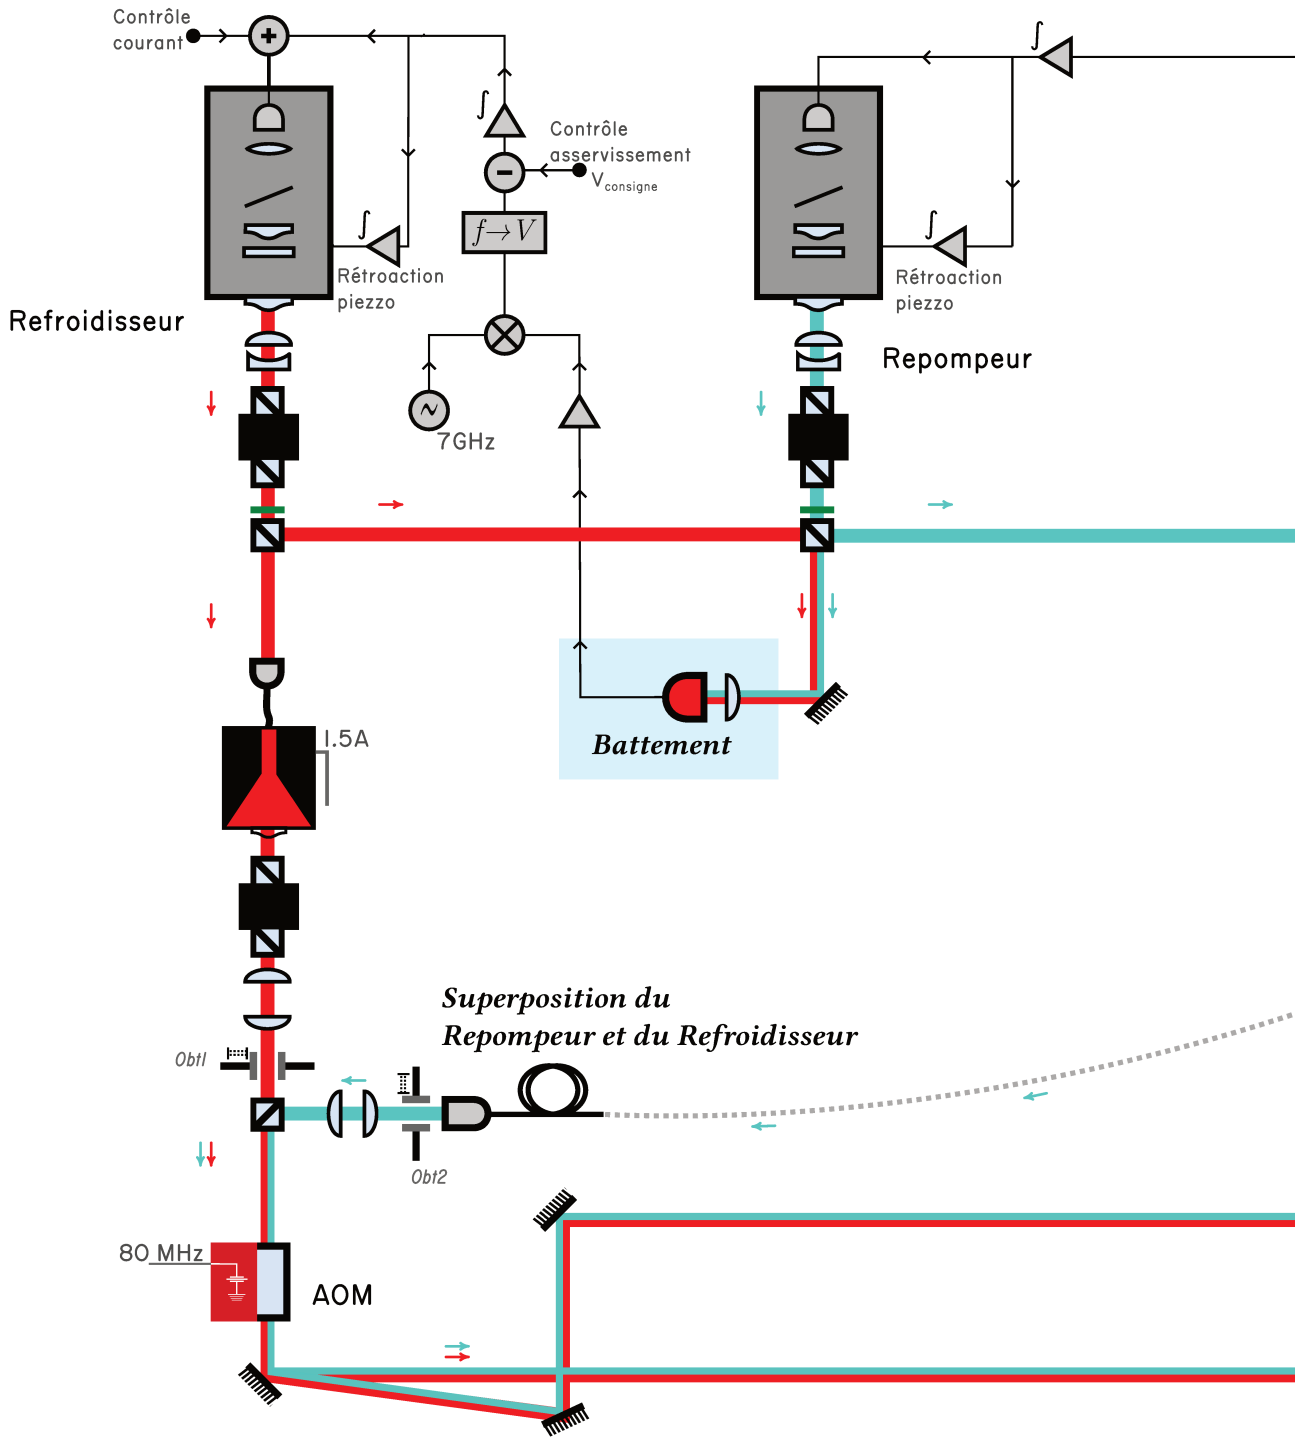 Contrôle
courant
+
∫
∫
Contrôle
asservissement
V consigne
−
f→V
∫
Rétroaction
piezzo
∫
Rétroaction
piezzo
Refroidisseur
Repompeur
~
7GHz
Battement
1.5A
Superposition du
Repompeur et du Refroidisseur
Obt1
Obt2
80 MHz
AOM